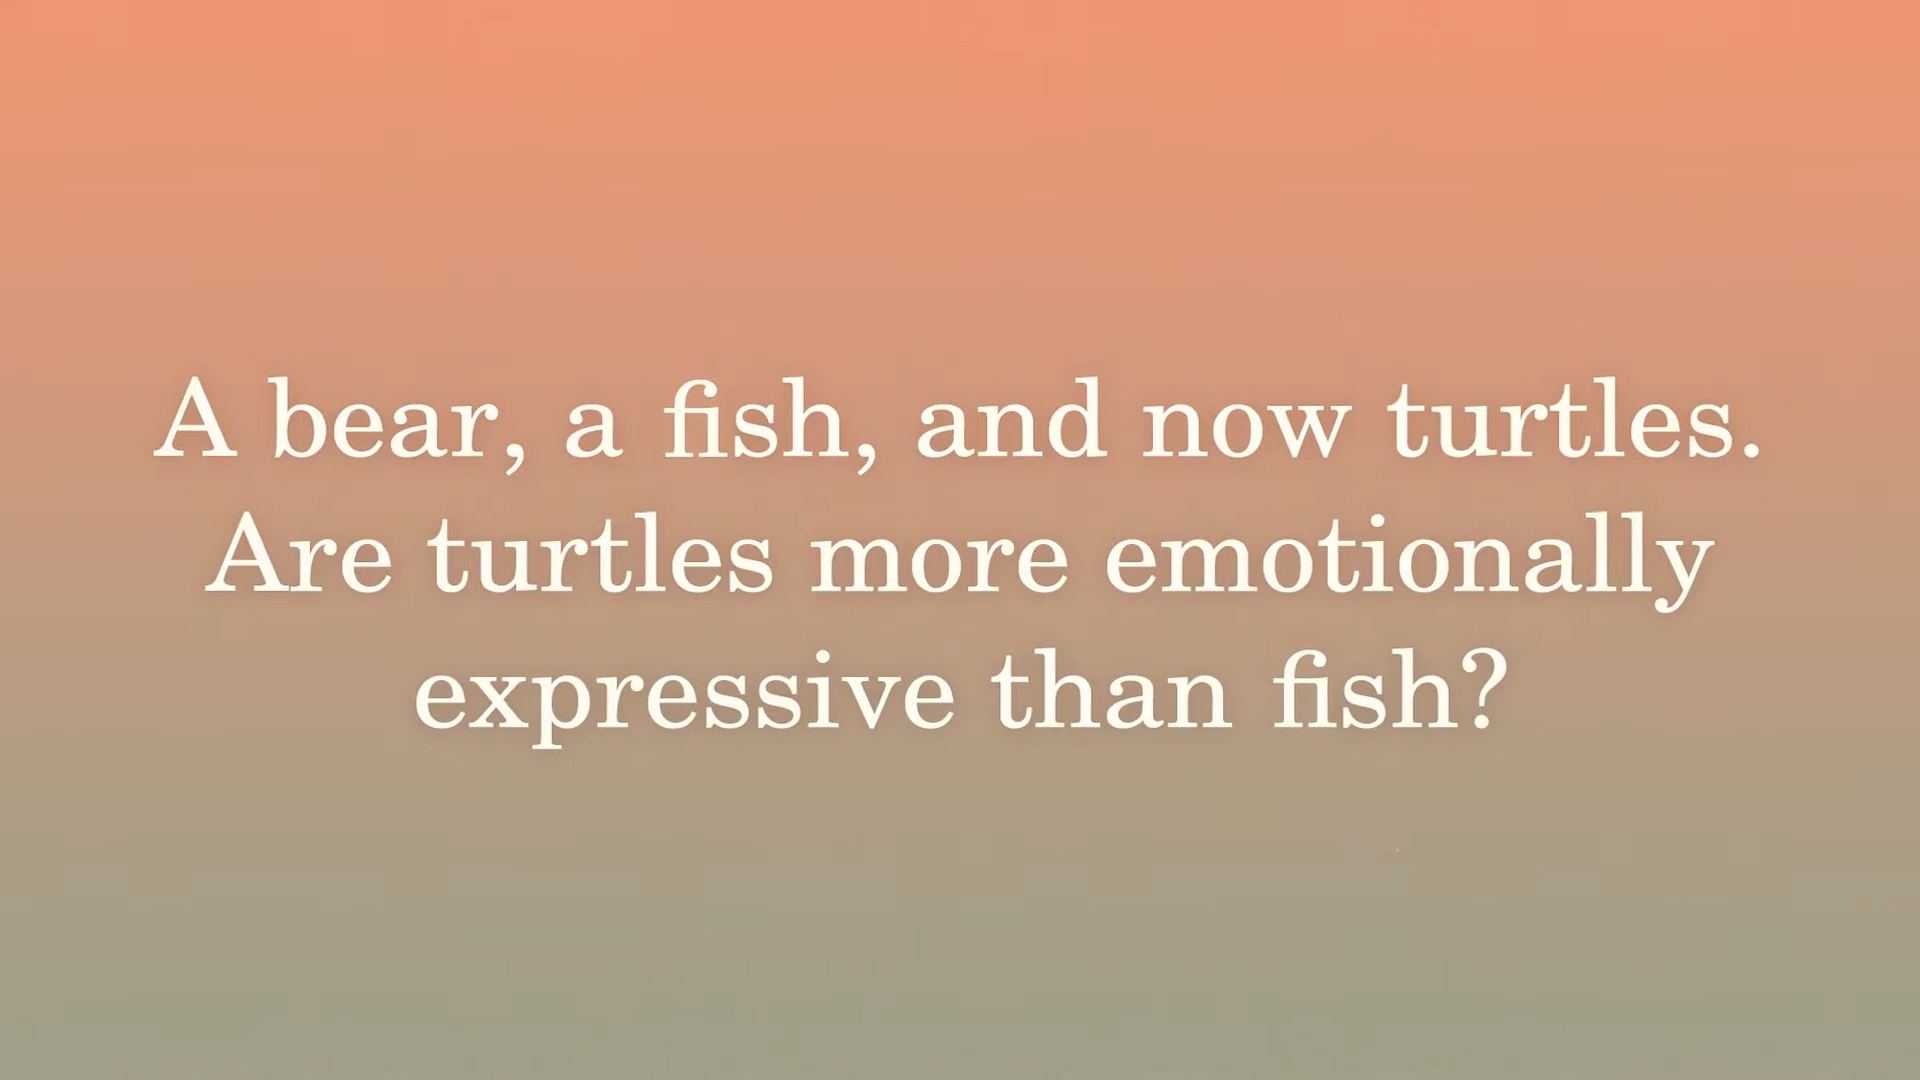 A bear, a fish, and now turtles.
Are turtles more emotionally
expressive than fish?